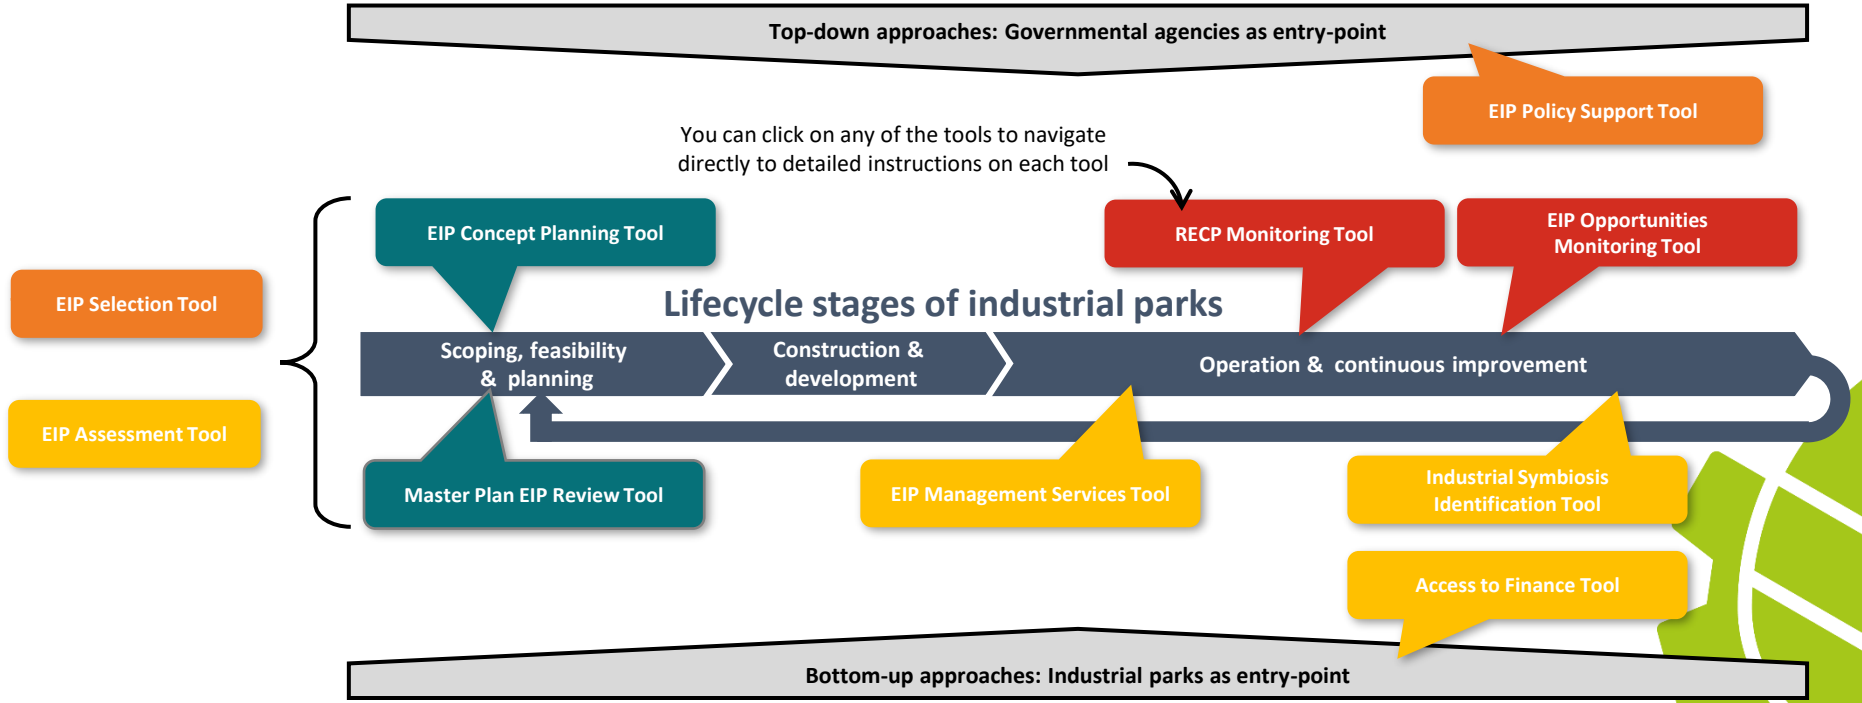 Top-down approaches: Governmental agencies as entry-point
EIP Policy Support Tool
You can click on any of the tools to navigate
directly to detailed instructions on each tool
EIP Concept Planning Tool
RECP Monitoring Tool
EIP Opportunities
Monitoring Tool
EIP Selection Tool
Lifecycle stages of industrial parks
Scoping, feasibility
& planning
Construction &
development
Operation & continuous improvement
EIP Assessment Tool
Master Plan EIP Review Tool
EIP Management Services Tool
Industrial Symbiosis
Identification Tool
Access to Finance Tool
Bottom-up approaches: Industrial parks as entry-point